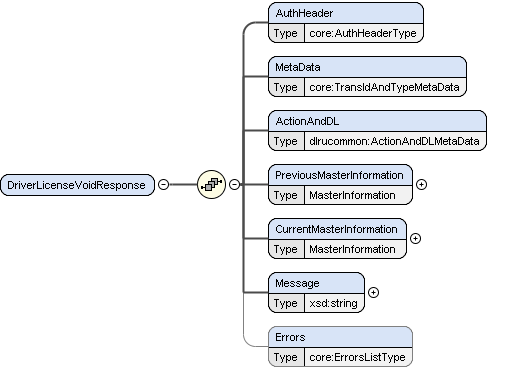 AuthHeader
Type core:AuthHeaderType
MetaData
Type core:TransIdAndTypeMetaData
ActionAndDL
Type dlrucommon:ActionAndDLMetaData
DriverLicenseVoidResponse
PreviousMasterInformation
Type MasterInformation
CurrentMasterInformation
Type MasterInformation
Message
Type xsd:string
Errors
Type core:ErrorsListType